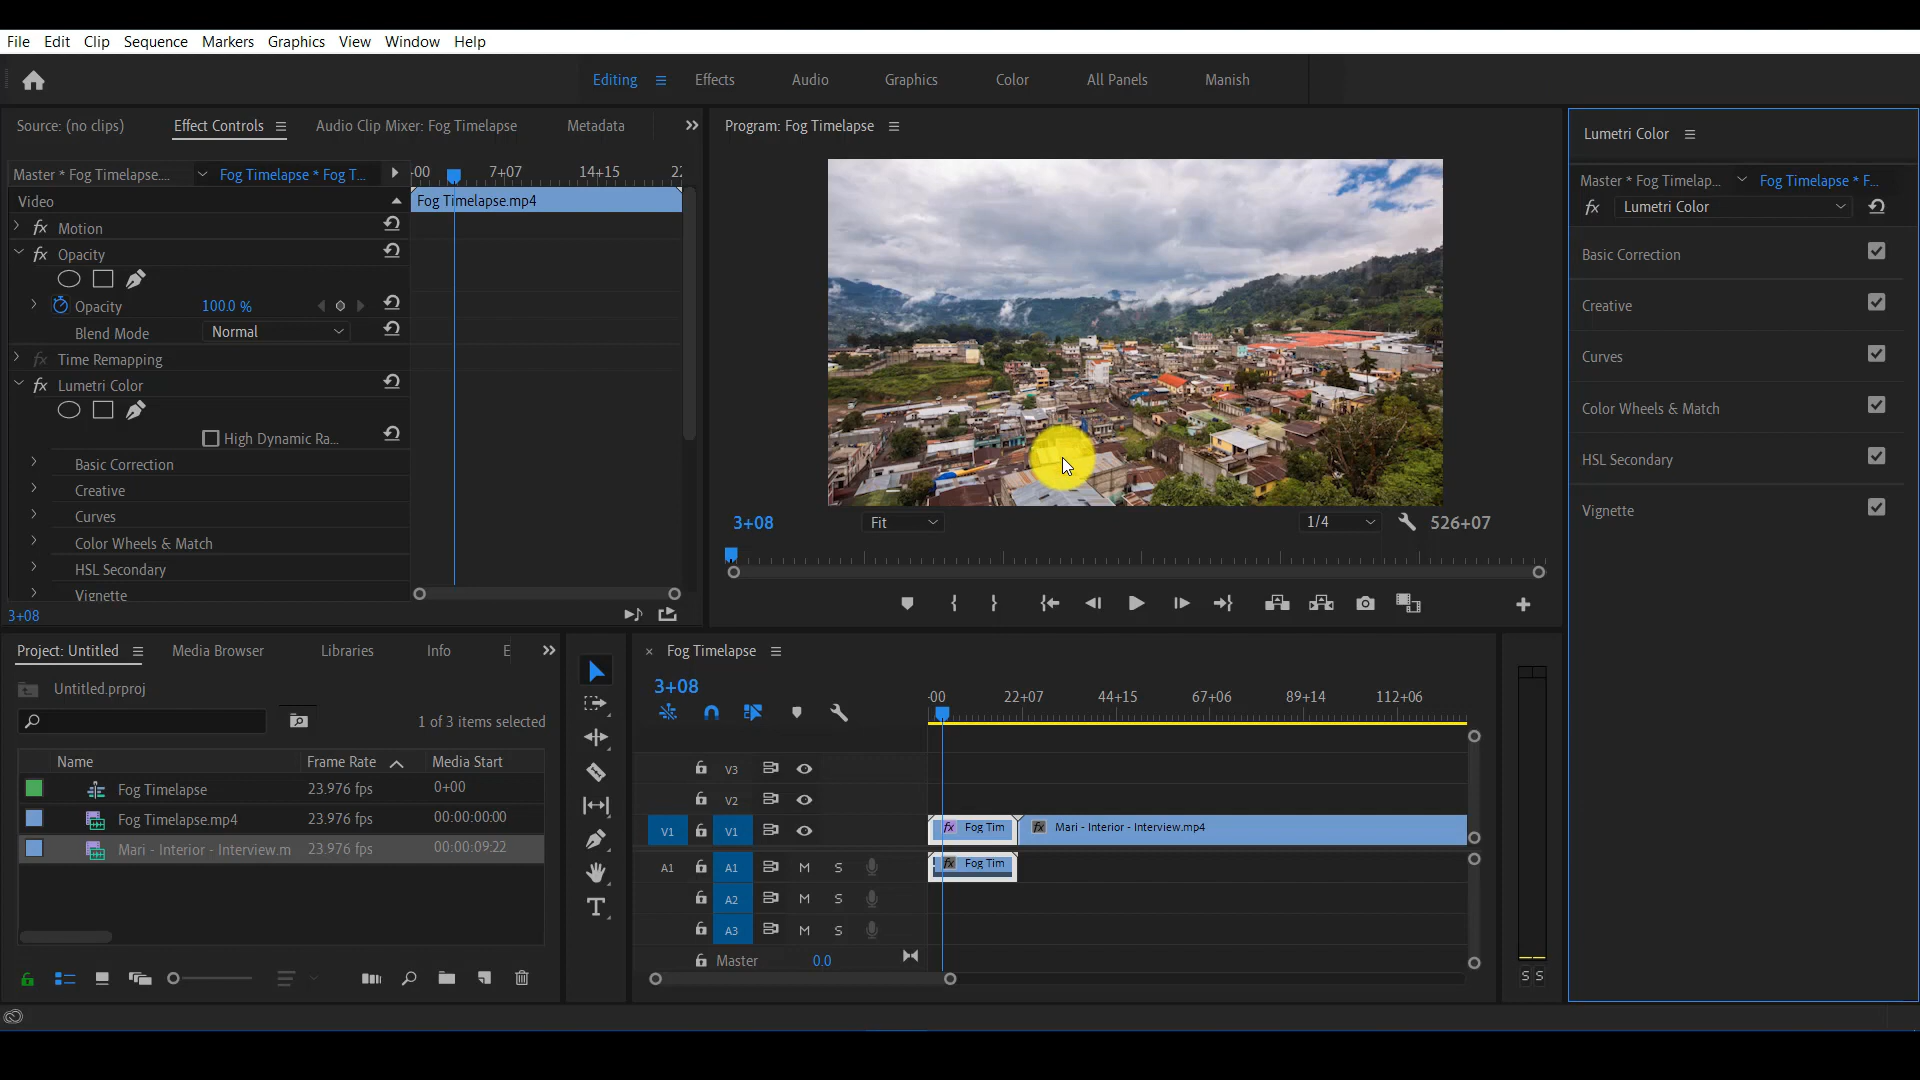 File Edit Clip Sequence Markers Graphics View Window Help
Editing Effects Audio Graphics Color All Panels Manish
Source: (no clips) Effect Controls Audio Clip Mixer: Fog Timelapse Metadata
Program: Fog Timelapse
Lumetri Color
Master * Fog Timelapse.... Fog Timelapse * Fog T...
:00 7+07 14+15 22
Master * Fog Timelap... Fog Timelapse * F...
Video
Fog Timelapse.mp4
fx Lumetri Color
fx Motion
fx Opacity
Basic Correction
Opacity 100.0 %
Creative
Blend Mode Normal
fx Time Remapping
Curves
fx Lumetri Color
Color Wheels & Match
High Dynamic Ra...
Basic Correction
HSL Secondary
Creative
Curves
Vignette
3+08 Fit 1/4 526+07
Color Wheels & Match
HSL Secondary
Vignette
3+08
Project: Untitled Media Browser Libraries Info E
Fog Timelapse
Untitled.prproj
3+08
:00 22+07 44+15 67+06 89+14 112+06
1 of 3 items selected
Name Frame Rate Media Start
Fog Timelapse 23.976 fps 0+00
Fog Timelapse.mp4 23.976 fps 00:00:00:00
Mari - Interior - Interview.m 23.976 fps 00:00:09:22
V3
V2
V1 V1 fx Fog Tim fx Mari - Interior - Interview.mp4
A1 A1 M S fx Fog Tim
A2 M S
A3 M S
Master 0.0
S S